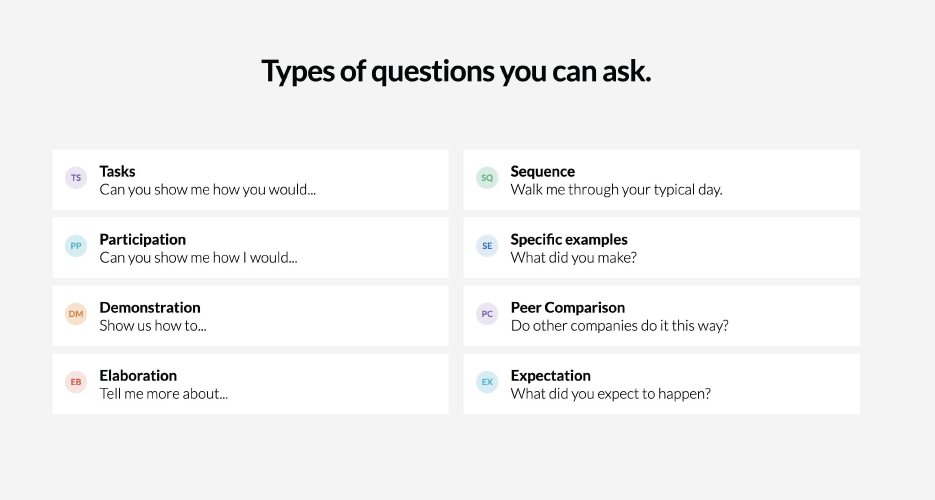 Types of questions you can ask.
TS
Tasks
Can you show me how you would...
PP
Participation
Can you show me how I would...
DM
Demonstration
Show us how to...
EB
Elaboration
Tell me more about...
SQ
Sequence
Walk me through your typical day.
SE
Specific examples
What did you make?
PC
Peer Comparison
Do other companies do it this way?
EX
Expectation
What did you expect to happen?